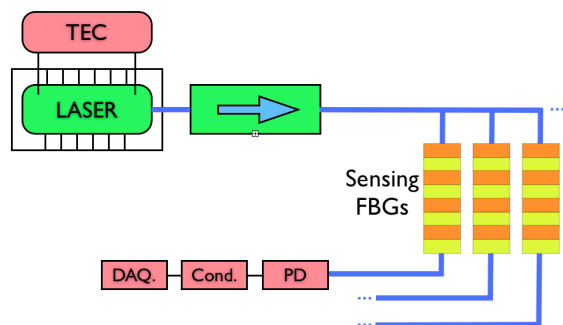 TEC
LASER
...
Sensing
FBGs
DAQ.
Cond.
PD
...
...